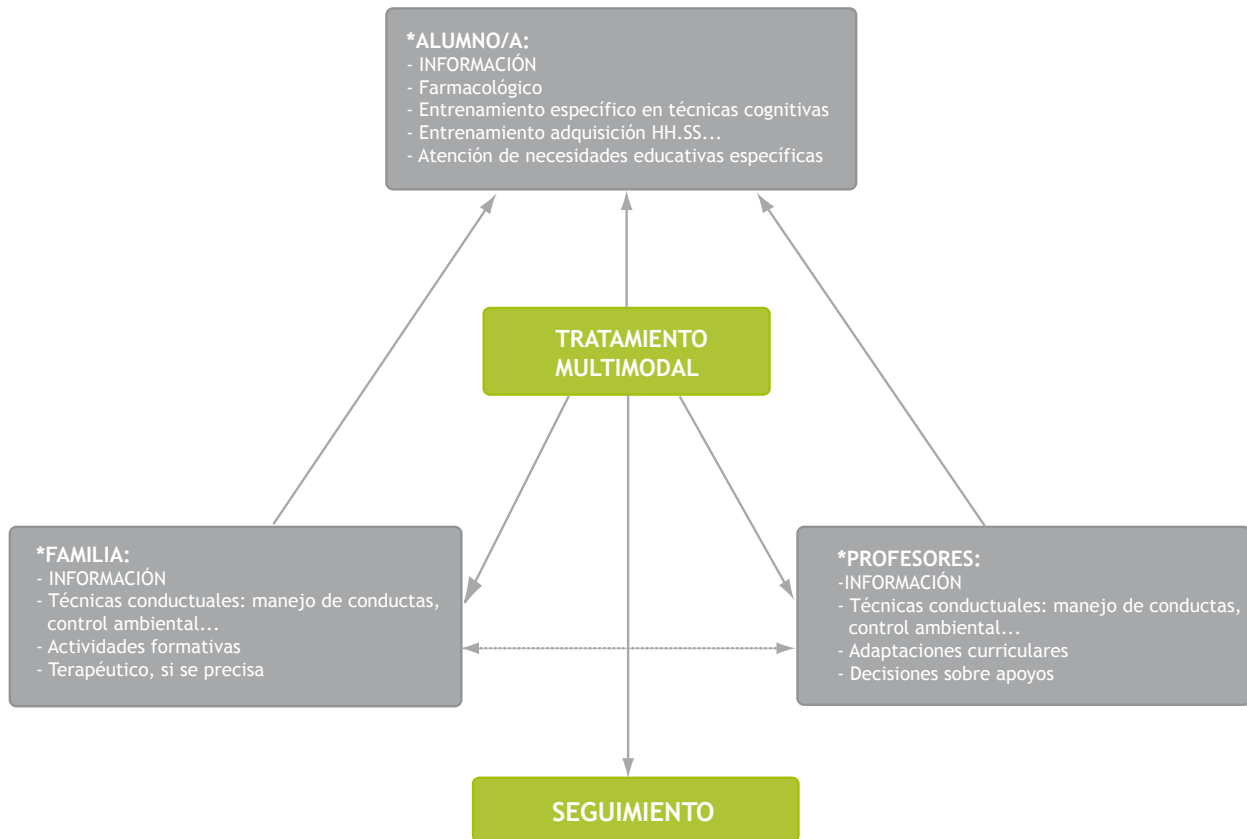 *ALUMNO/A:
- INFORMACIÓN
- Farmacológico
- Entrenamiento específico en técnicas cognitivas
- Entrenamiento adquisición HH.SS...
- Atención de necesidades educativas específicas
TRATAMIENTO
MULTIMODAL
*FAMILIA:
- INFORMACIÓN
- Técnicas conductuales: manejo de conductas,
control ambiental...
- Actividades formativas
- Terapéutico, si se precisa
*PROFESORES:
-INFORMACIÓN
- Técnicas conductuales: manejo de conductas,
control ambiental...
- Adaptaciones curriculares
- Decisiones sobre apoyos
SEGUIMIENTO